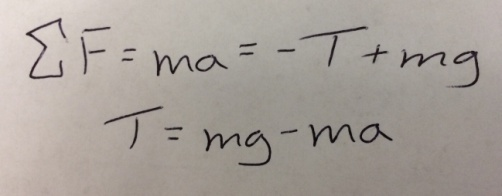 ΣF = ma = -T + mg
T = mg - ma